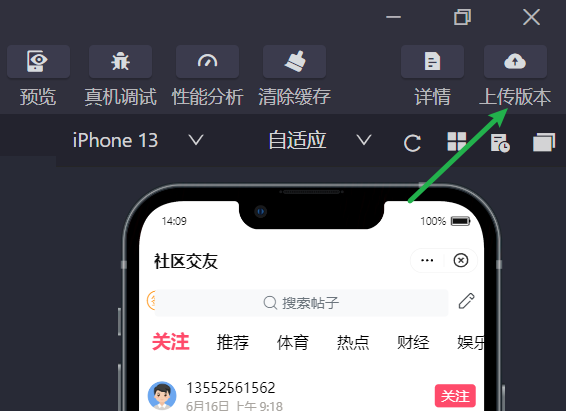 预览 真机调试 性能分析 清除缓存 详情 上传版本
iPhone 13 自适应
14:09 100%
社区交友
搜索帖子
关注 推荐 体育 热点 财经 娱乐
13552561562
6月16日 上午 9:18 关注